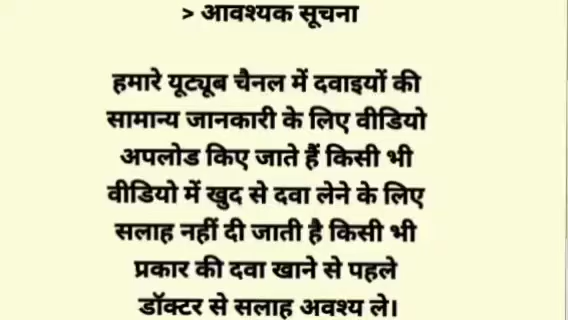 > आवश्यक सूचना
हमारे यूट्यूब चैनल में दवाइयों की
सामान्य जानकारी के लिए वीडियो
अपलोड किए जाते हैं किसी भी
वीडियो में खुद से दवा लेने के लिए
सलाह नहीं दी जाती है किसी भी
प्रकार की दवा खाने से पहले
डॉक्टर से सलाह अवश्य ले।